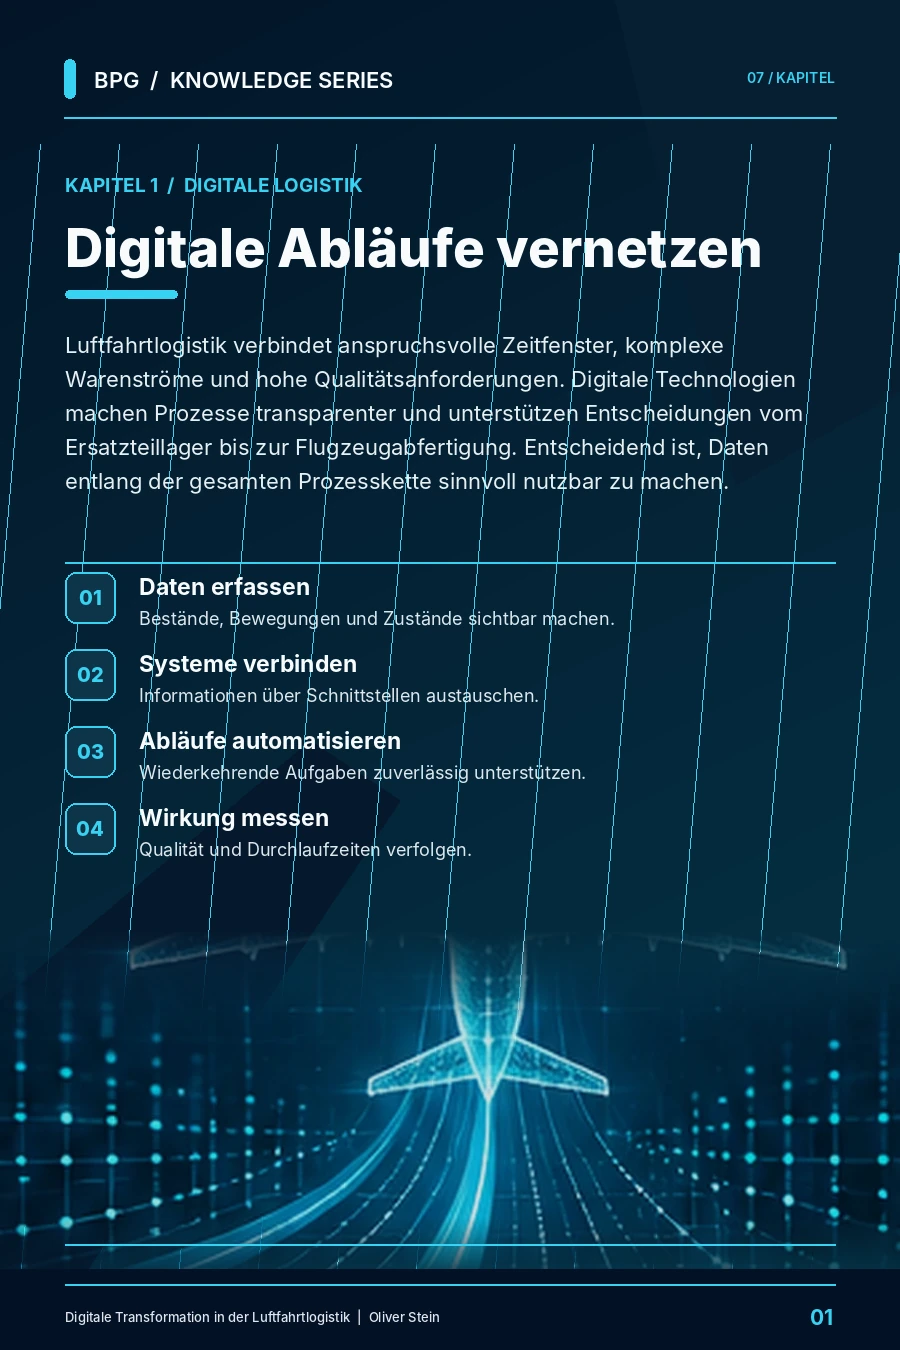 BPG / KNOWLEDGE SERIES
07 / KAPITEL
KAPITEL 1 / DIGITALE LOGISTIK
Digitale Abläufe vernetzen
Luftfahrtlogistik verbindet anspruchsvolle Zeitfenster, komplexe
Warenströme und hohe Qualitätsanforderungen. Digitale Technologien
machen Prozesse transparenter und unterstützen Entscheidungen vom
Ersatzteillager bis zur Flugzeugabfertigung. Entscheidend ist, Daten
entlang der gesamten Prozesskette sinnvoll nutzbar zu machen.
01
Daten erfassen
Bestände, Bewegungen und Zustände sichtbar machen.
02
Systeme verbinden
Informationen über Schnittstellen austauschen.
03
Abläufe automatisieren
Wiederkehrende Aufgaben zuverlässig unterstützen.
04
Wirkung messen
Qualität und Durchlaufzeiten verfolgen.
Digitale Transformation in der Luftfahrtlogistik | Oliver Stein
01